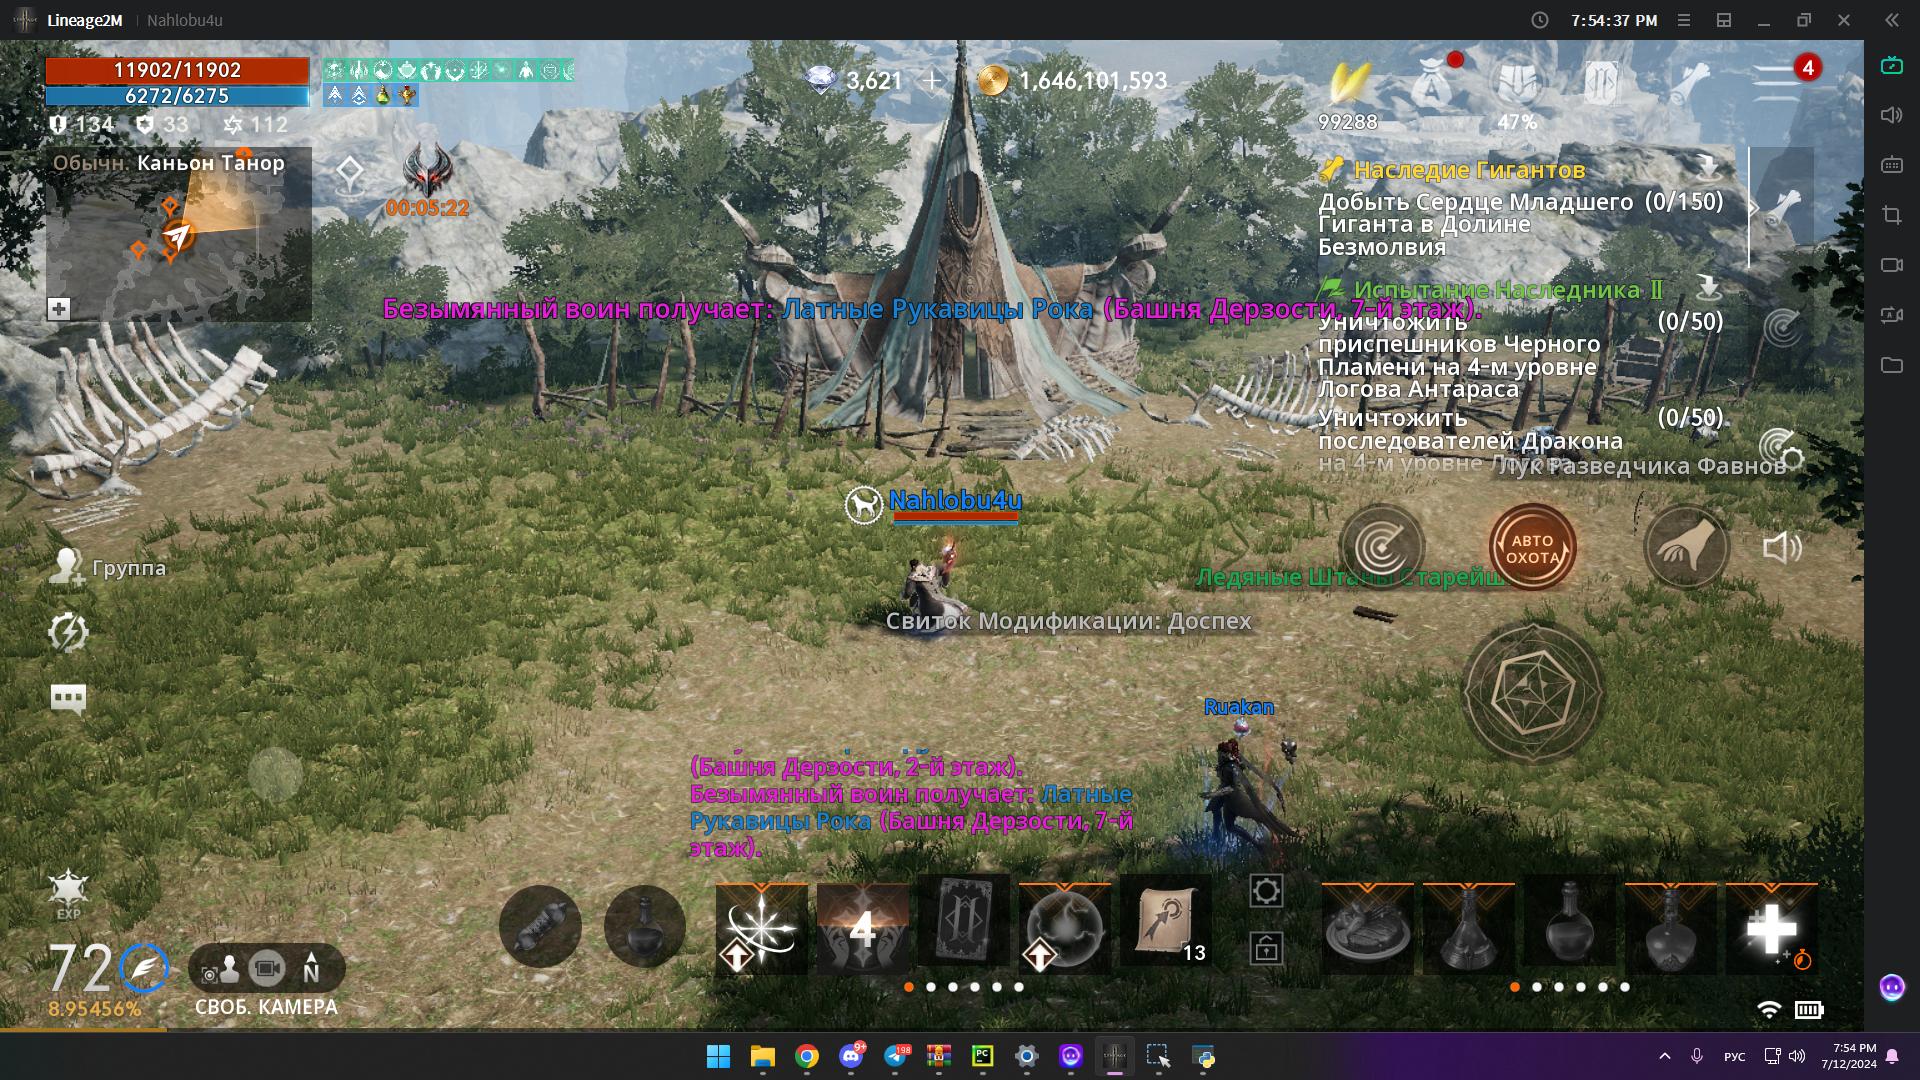 Lineage2M
Nahlobu4u
7:54:37 PM
11902/11902
6272/6275
134 33 112
3,621
1,646,101,593
99288
47%
4
Обычн. Каньон Танор
00:05:22
Наследие Гигантов
Добыть Сердце Младшего (0/150)
Гиганта в Долине
Безмолвия
Испытание Наследника Ⅱ
Безымянный воин получает: Латные Рукавицы Рока (Башня Дерзости, 7-й этаж).
Уничтожить (0/50)
приспешников Черного
Пламени на 4-м уровне
Логова Антараса
Уничтожить (0/50)
последователей Дракона
на 4-м уровне
Лук Разведчика Фавнов
Nahlobu4u
АВТО
ОХОТА
Группа
Ледяные Штаны Старейш
Свиток Модификации: Доспех
Ruakan
(Башня Дерзости, 2-й этаж).
Безымянный воин получает: Латные
Рукавицы Рока (Башня Дерзости, 7-й
этаж).
EXP
72
8.95456%
N
СВОБ. КАМЕРА
4
13
9+
198
PC
РУС
7:54 PM
7/12/2024